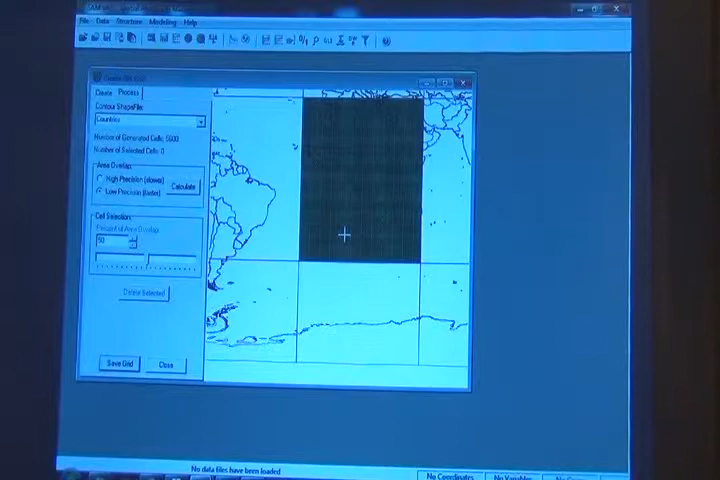 File Data Structure Modeling Help
Create Process
Contour ShapeFile:
Countries
Number of Generated Cells: 5600
Number of Selected Cells: 0
Area Overlap:
High Precision (slower)
Low Precision (faster)
Calculate
Cell Selection:
Percent of Area Overlap:
50
Delete Selected
Save Grid Close
No data files have been loaded
No Coordinates No Variables